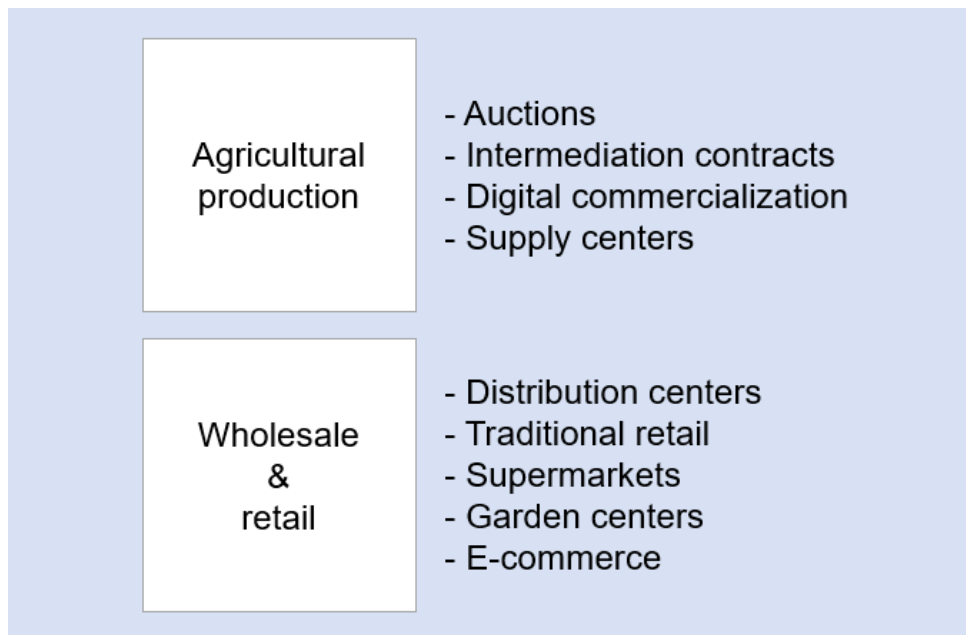 Agricultural
production
- Auctions
- Intermediation contracts
- Digital commercialization
- Supply centers
Wholesale
&
retail
- Distribution centers
- Traditional retail
- Supermarkets
- Garden centers
- E-commerce